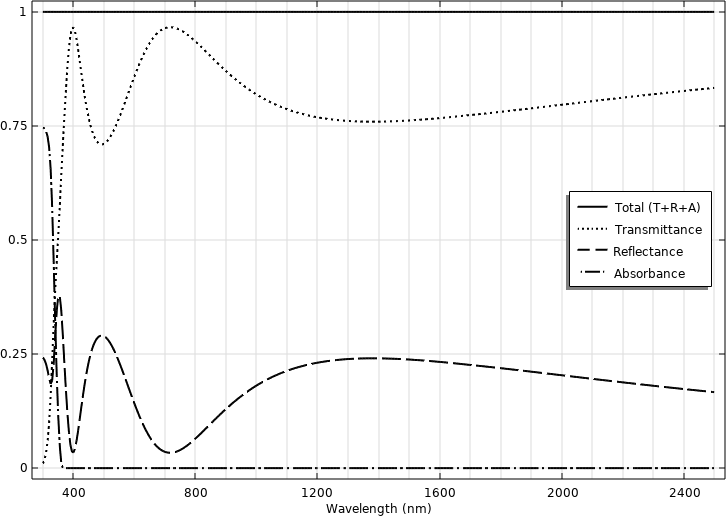 1
0.75
0.5
0.25
0
400 800 1200 1600 2000 2400
Wavelength (nm)
Total (T+R+A)
Transmittance
Reflectance
Absorbance